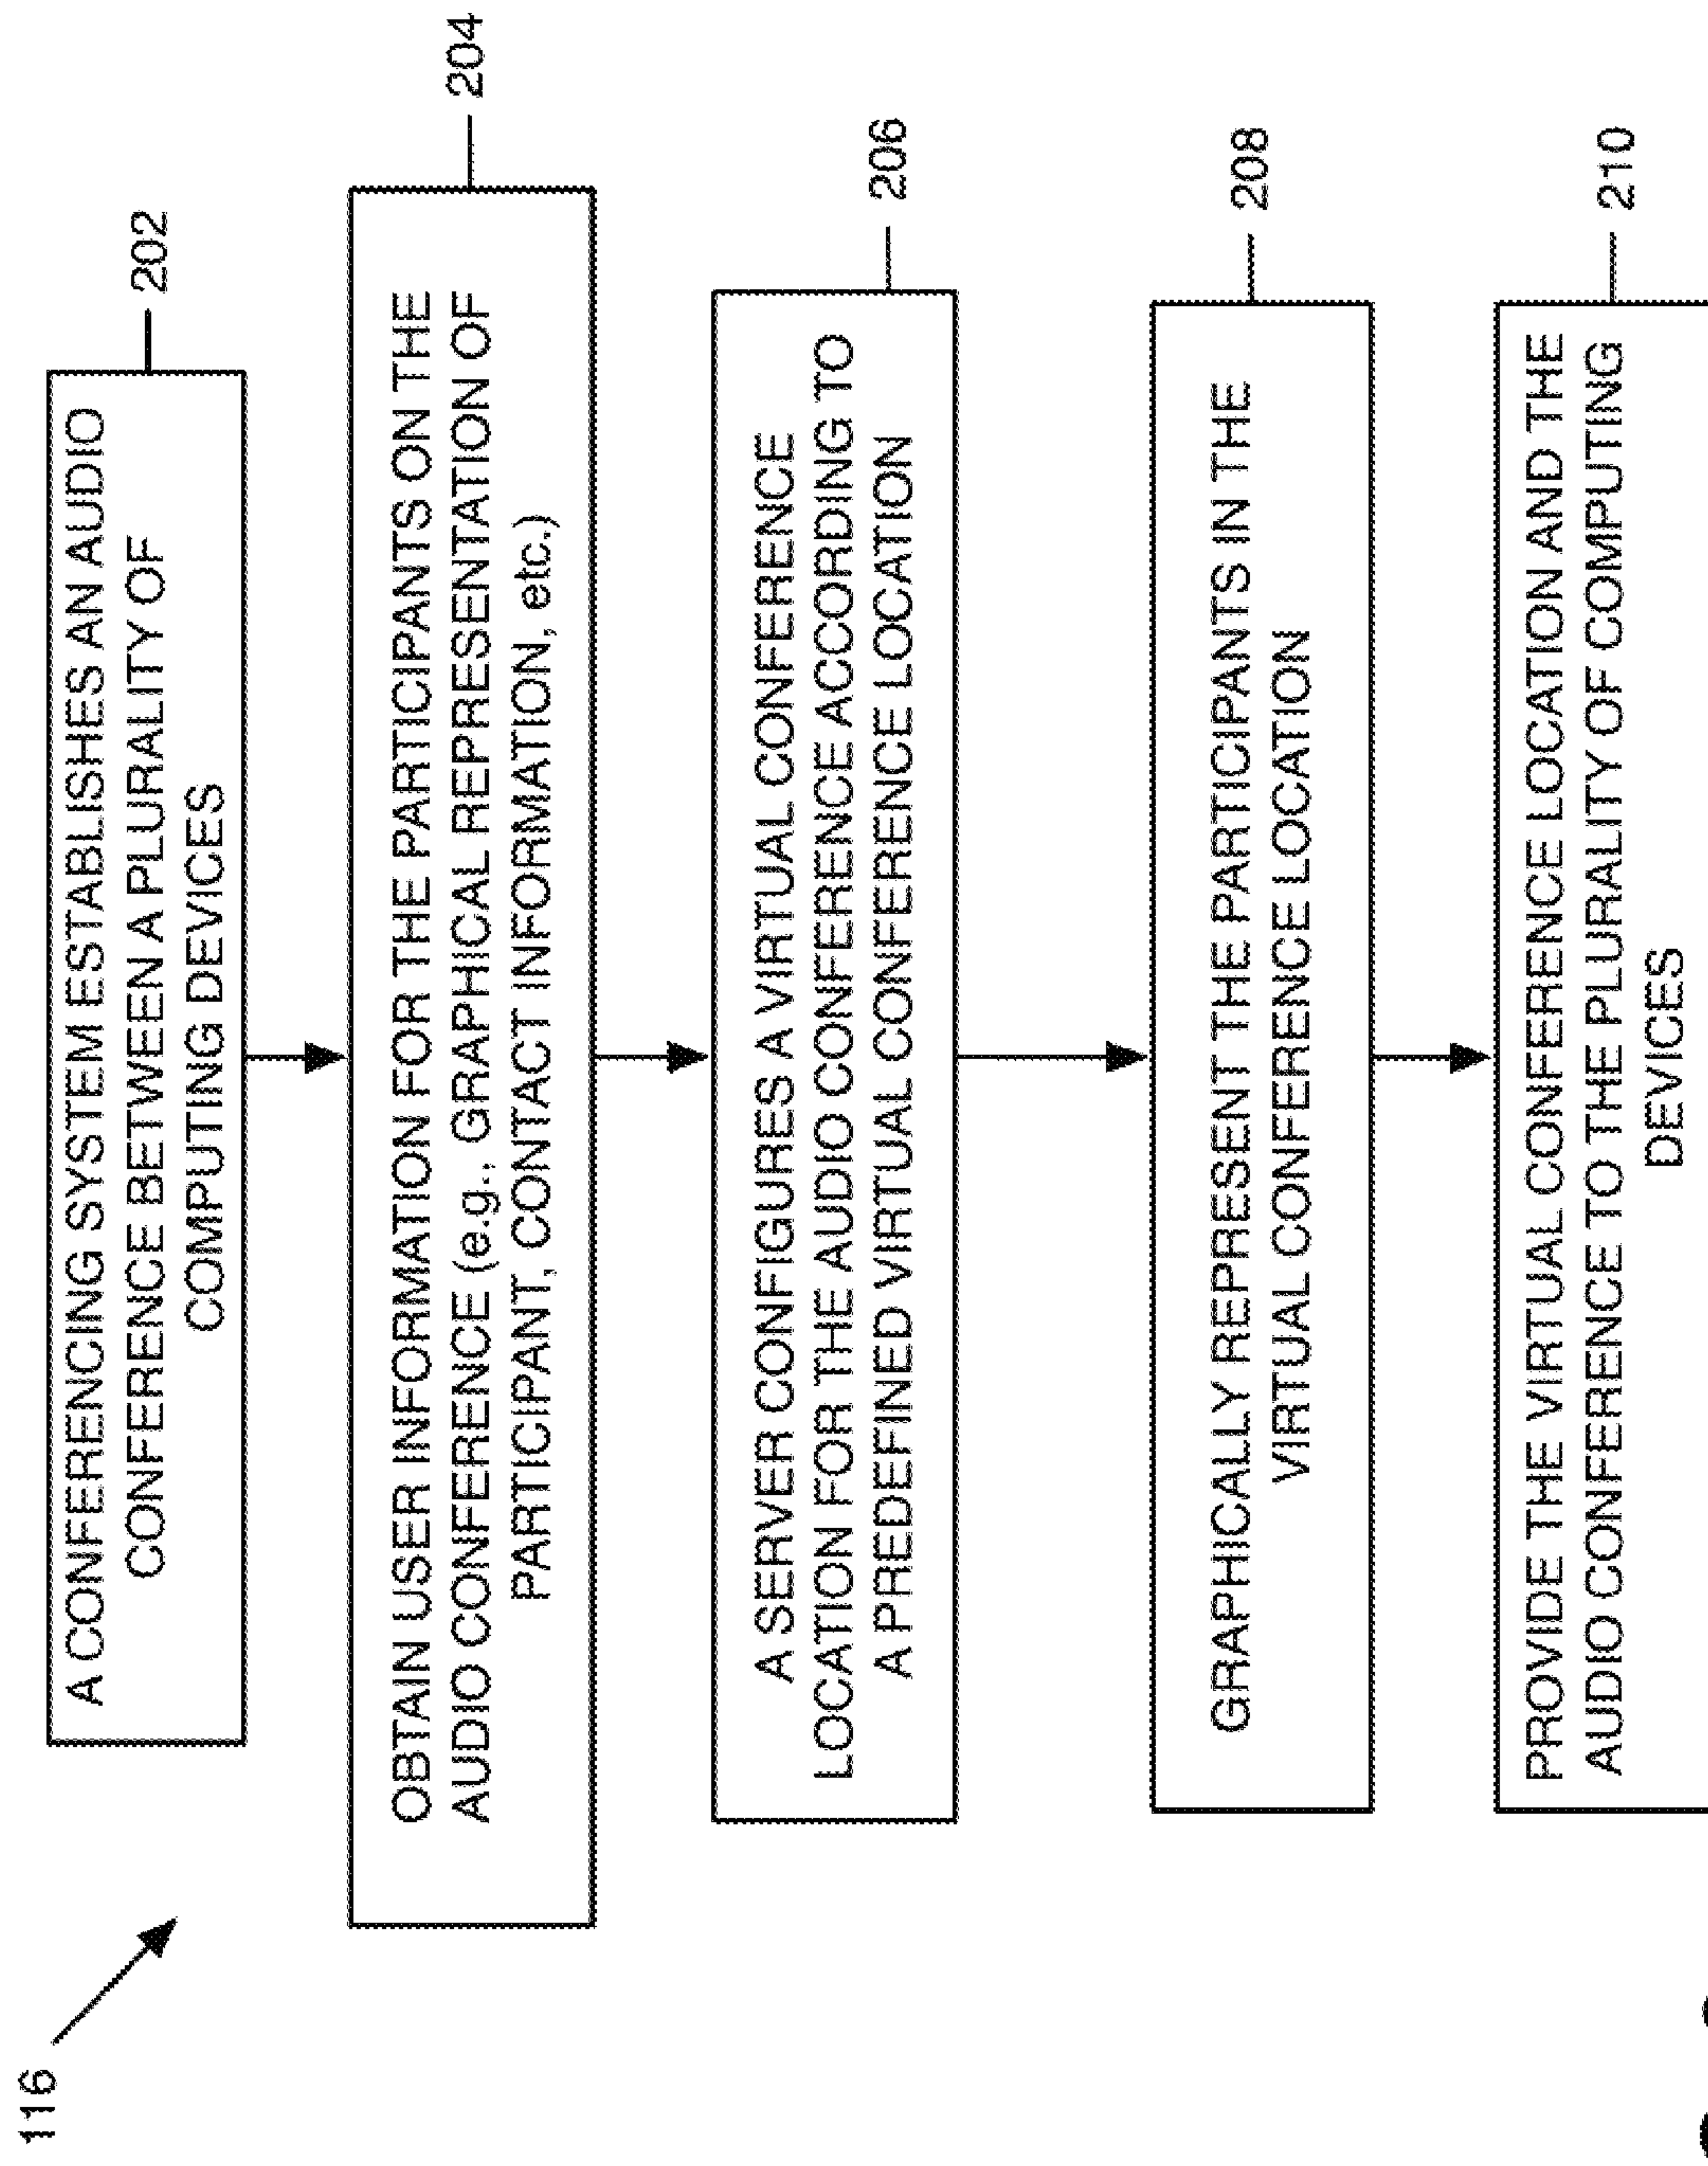 116
A CONFERENCING SYSTEM ESTABLISHES AN AUDIO
CONFERENCE BETWEEN A PLURALITY OF
COMPUTING DEVICES
202
OBTAIN USER INFORMATION FOR THE PARTICIPANTS ON THE
AUDIO CONFERENCE (e.g., GRAPHICAL REPRESENTATION OF
PARTICIPANT, CONTACT INFORMATION, etc.)
204
A SERVER CONFIGURES A VIRTUAL CONFERENCE
LOCATION FOR THE AUDIO CONFERENCE ACCORDING TO
A PREDEFINED VIRTUAL CONFERENCE LOCATION
206
GRAPHICALLY REPRESENT THE PARTICIPANTS IN THE
VIRTUAL CONFERENCE LOCATION
208
PROVIDE THE VIRTUAL CONFERENCE LOCATION AND THE
AUDIO CONFERENCE TO THE PLURALITY OF COMPUTING
DEVICES
210